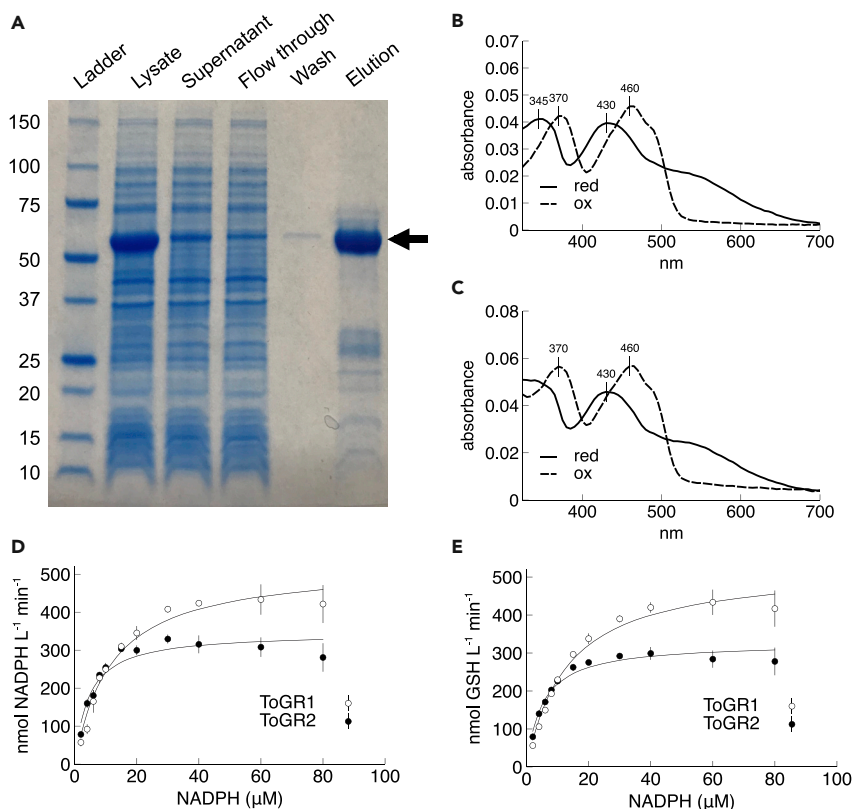 A
Ladder
Lysate
Supernatant
Flow through
Wash
Elution
150
100
75
50
37
25
20
15
10
B
0.07
0.06
0.05
0.04
0.03
0.02
0.01
0
absorbance
345
370
430
460
red
ox
400
500
600
700
nm
C
0.08
0.06
0.04
0.02
0
absorbance
370
430
460
red
ox
400
500
600
700
nm
D
500
400
300
200
100
0
nmol NADPH L⁻¹ min⁻¹
ToGR1
ToGR2
0
20
40
60
80
100
NADPH (µM)
E
500
400
300
200
100
0
nmol GSH L⁻¹ min⁻¹
ToGR1
ToGR2
0
20
40
60
80
100
NADPH (µM)